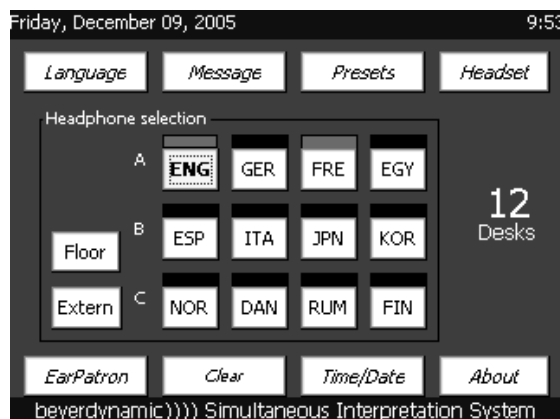 Friday, December 09, 2005 9:53
Language Message Presets Headset
Headphone selection
A ENG GER FRE EGY
12
Desks
Floor B ESP ITA JPN KOR
Extern C NOR DAN RUM FIN
EarPatron Clear Time/Date About
beyerdynamic)))) Simultaneous Interpretation System